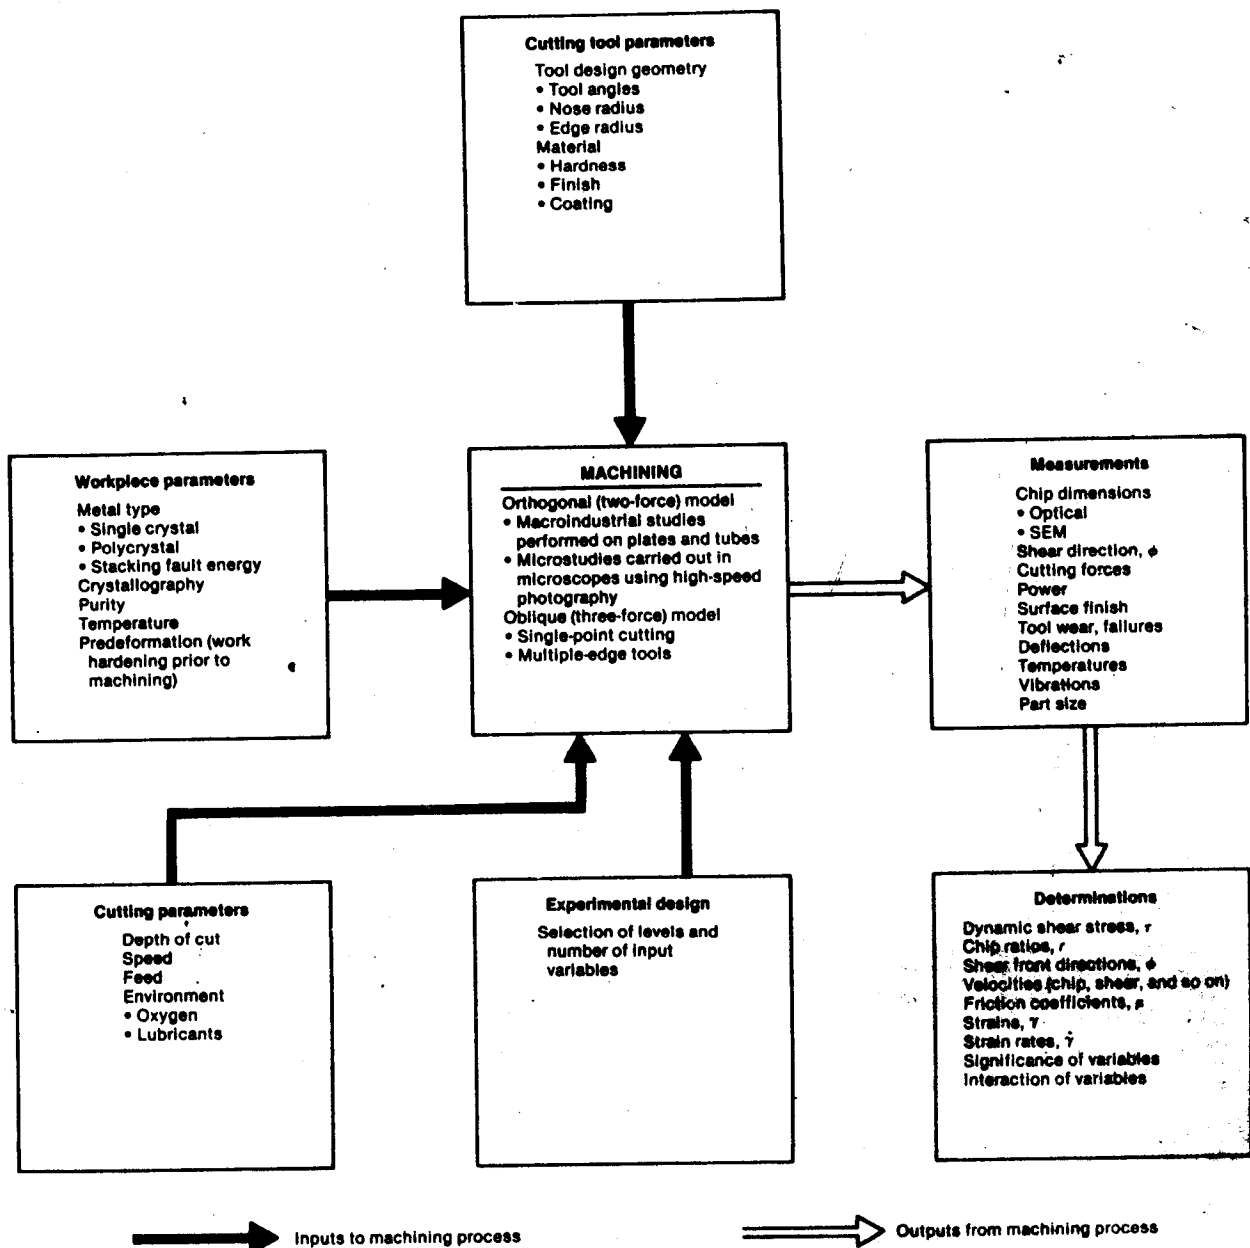 Cutting tool parameters
Tool design geometry
• Tool angles
• Nose radius
• Edge radius
Material
• Hardness
• Finish
• Coating
Workpiece parameters
Metal type
• Single crystal
• Polycrystal
• Stacking fault energy
Crystallography
Purity
Temperature
Predeformation (work
hardening prior to
machining)
MACHINING
Orthogonal (two-force) model
• Macroindustrial studies
performed on plates and tubes
• Microstudies carried out in
microscopes using high-speed
photography
Oblique (three-force) model
• Single-point cutting
• Multiple-edge tools
Measurements
Chip dimensions
• Optical
• SEM
Shear direction, ϕ
Cutting forces
Power
Surface finish
Tool wear, failures
Deflections
Temperatures
Vibrations
Part size
Cutting parameters
Depth of cut
Speed
Feed
Environment
• Oxygen
• Lubricants
Experimental design
Selection of levels and
number of input
variables
Determinations
Dynamic shear stress, τ
Chip ratios, r
Shear front directions, ϕ
Velocities (chip, shear, and so on)
Friction coefficients, μ
Strains, γ
Strain rates, γ̇
Significance of variables
Interaction of variables
Inputs to machining process
Outputs from machining process